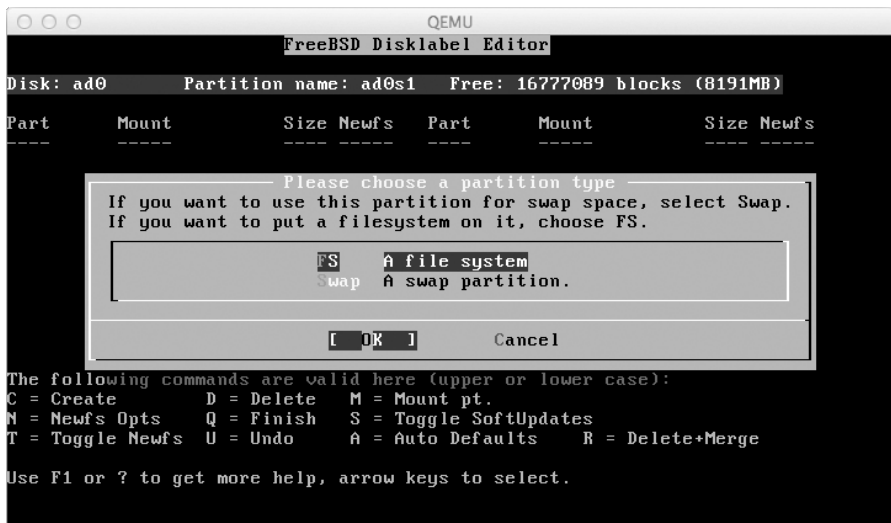 QEMU
FreeBSD Disklabel Editor
Disk: ad0 Partition name: ad0s1 Free: 16777089 blocks (8191MB)
Part Mount Size Newfs Part Mount Size Newfs
---- ----- ---- ----- ---- ----- ---- -----
Please choose a partition type
If you want to use this partition for swap space, select Swap.
If you want to put a filesystem on it, choose FS.
FS A file system
Swap A swap partition.
[ OK ] Cancel
The following commands are valid here (upper or lower case):
C = Create D = Delete M = Mount pt.
N = Newfs Opts Q = Finish S = Toggle SoftUpdates
T = Toggle Newfs U = Undo A = Auto Defaults R = Delete+Merge
Use F1 or ? to get more help, arrow keys to select.